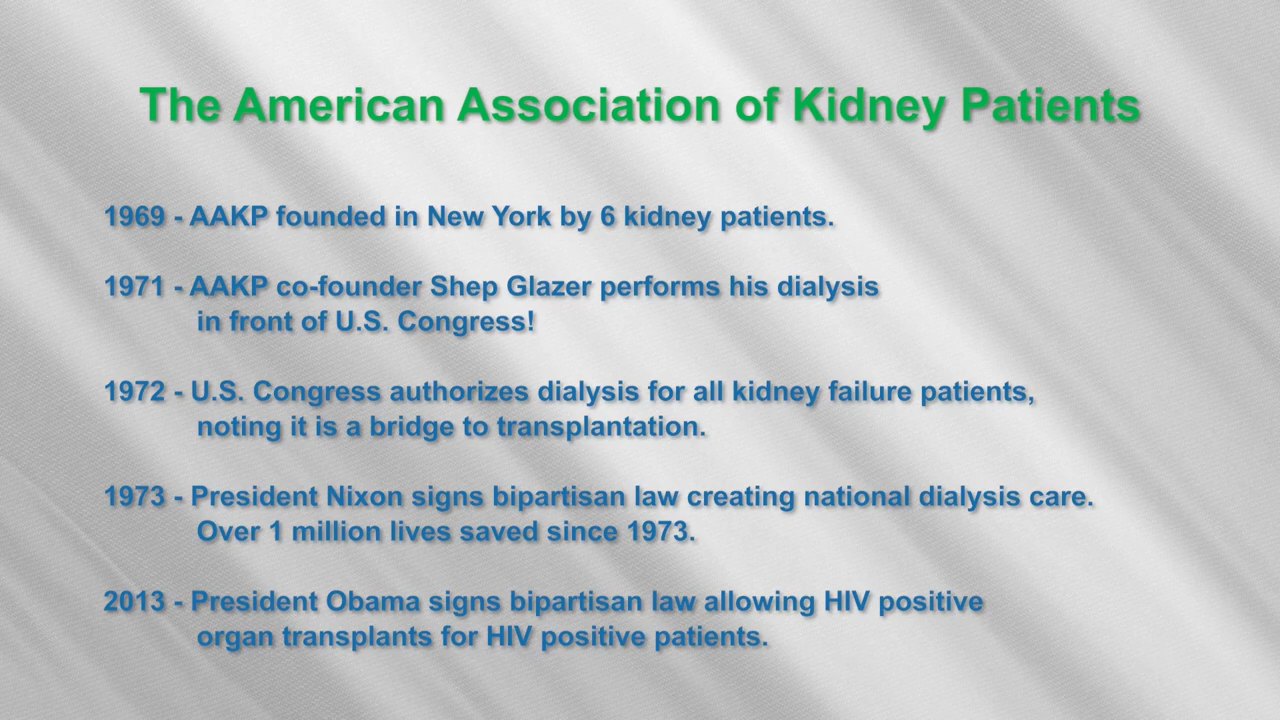 The American Association of Kidney Patients
1969 - AAKP founded in New York by 6 kidney patients.
1971 - AAKP co-founder Shep Glazer performs his dialysis
in front of U.S. Congress!
1972 - U.S. Congress authorizes dialysis for all kidney failure patients,
noting it is a bridge to transplantation.
1973 - President Nixon signs bipartisan law creating national dialysis care.
Over 1 million lives saved since 1973.
2013 - President Obama signs bipartisan law allowing HIV positive
organ transplants for HIV positive patients.